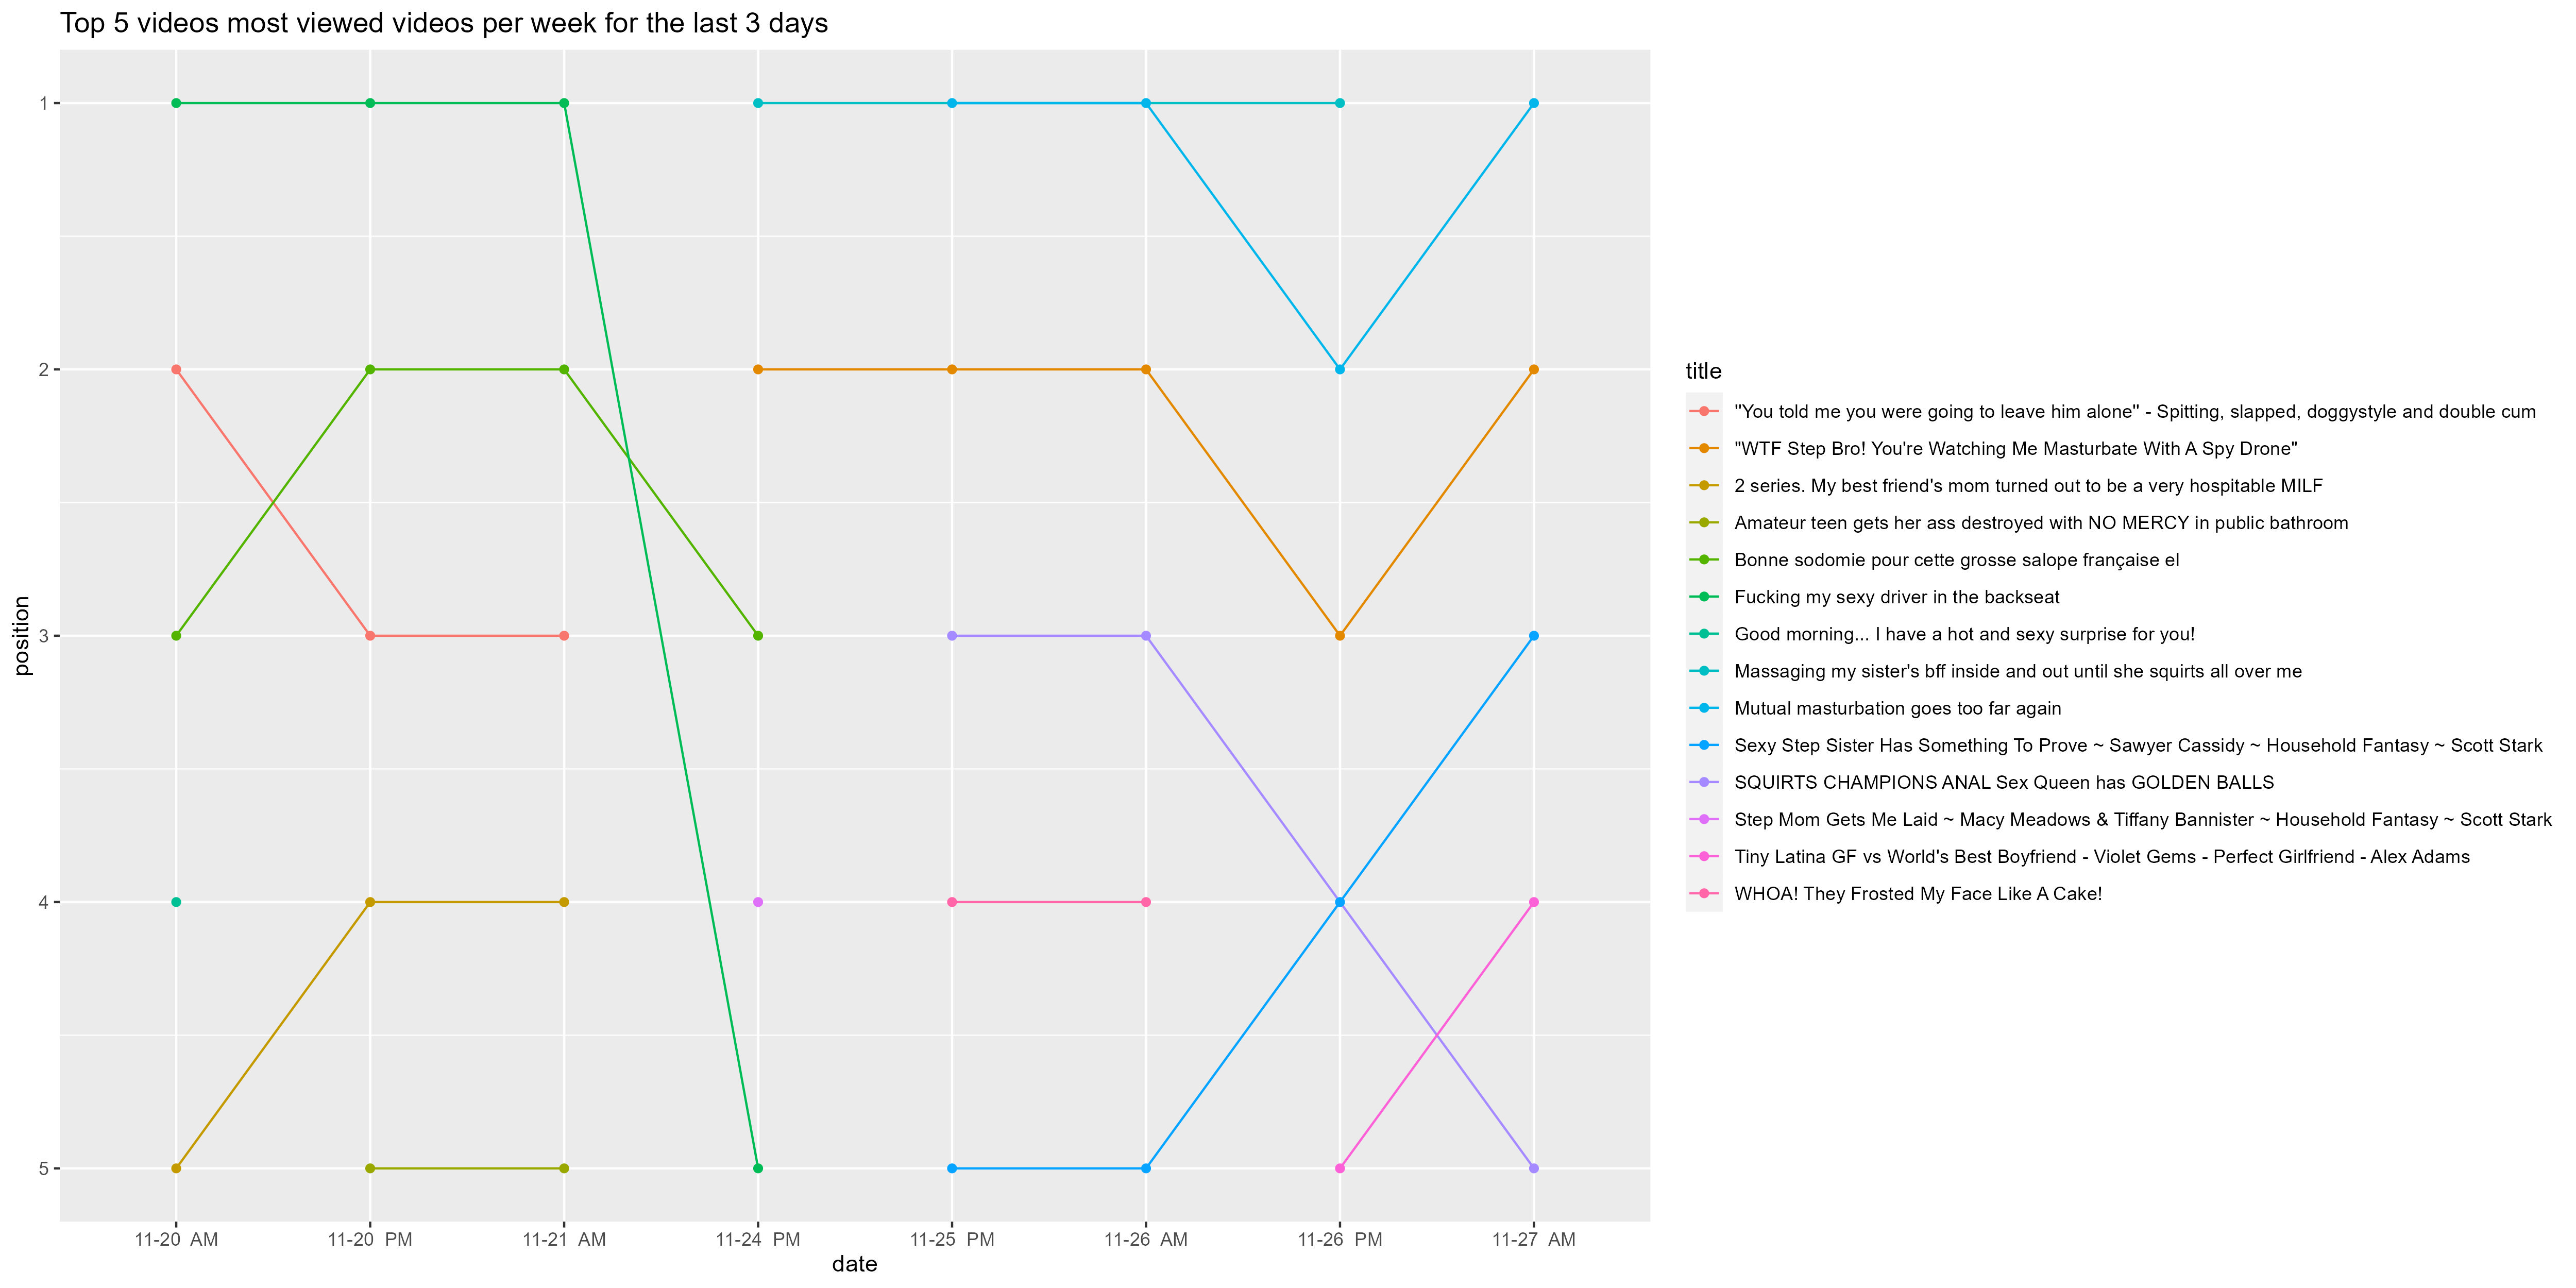 Top 5 videos most viewed videos per week for the last 3 days
1
2
3
4
5
position
11-20 AM
11-20 PM
11-21 AM
11-24 PM
11-25 PM
11-26 AM
11-26 PM
11-27 AM
date
title
"You told me you were going to leave him alone" - Spitting, slapped, doggystyle and double cum
"WTF Step Bro! You're Watching Me Masturbate With A Spy Drone"
2 series. My best friend's mom turned out to be a very hospitable MILF
Amateur teen gets her ass destroyed with NO MERCY in public bathroom
Bonne sodomie pour cette grosse salope française el
Fucking my sexy driver in the backseat
Good morning... I have a hot and sexy surprise for you!
Massaging my sister's bff inside and out until she squirts all over me
Mutual masturbation goes too far again
Sexy Step Sister Has Something To Prove ~ Sawyer Cassidy ~ Household Fantasy ~ Scott Stark
SQUIRTS CHAMPIONS ANAL Sex Queen has GOLDEN BALLS
Step Mom Gets Me Laid ~ Macy Meadows & Tiffany Bannister ~ Household Fantasy ~ Scott Stark
Tiny Latina GF vs World's Best Boyfriend - Violet Gems - Perfect Girlfriend - Alex Adams
WHOA! They Frosted My Face Like A Cake!